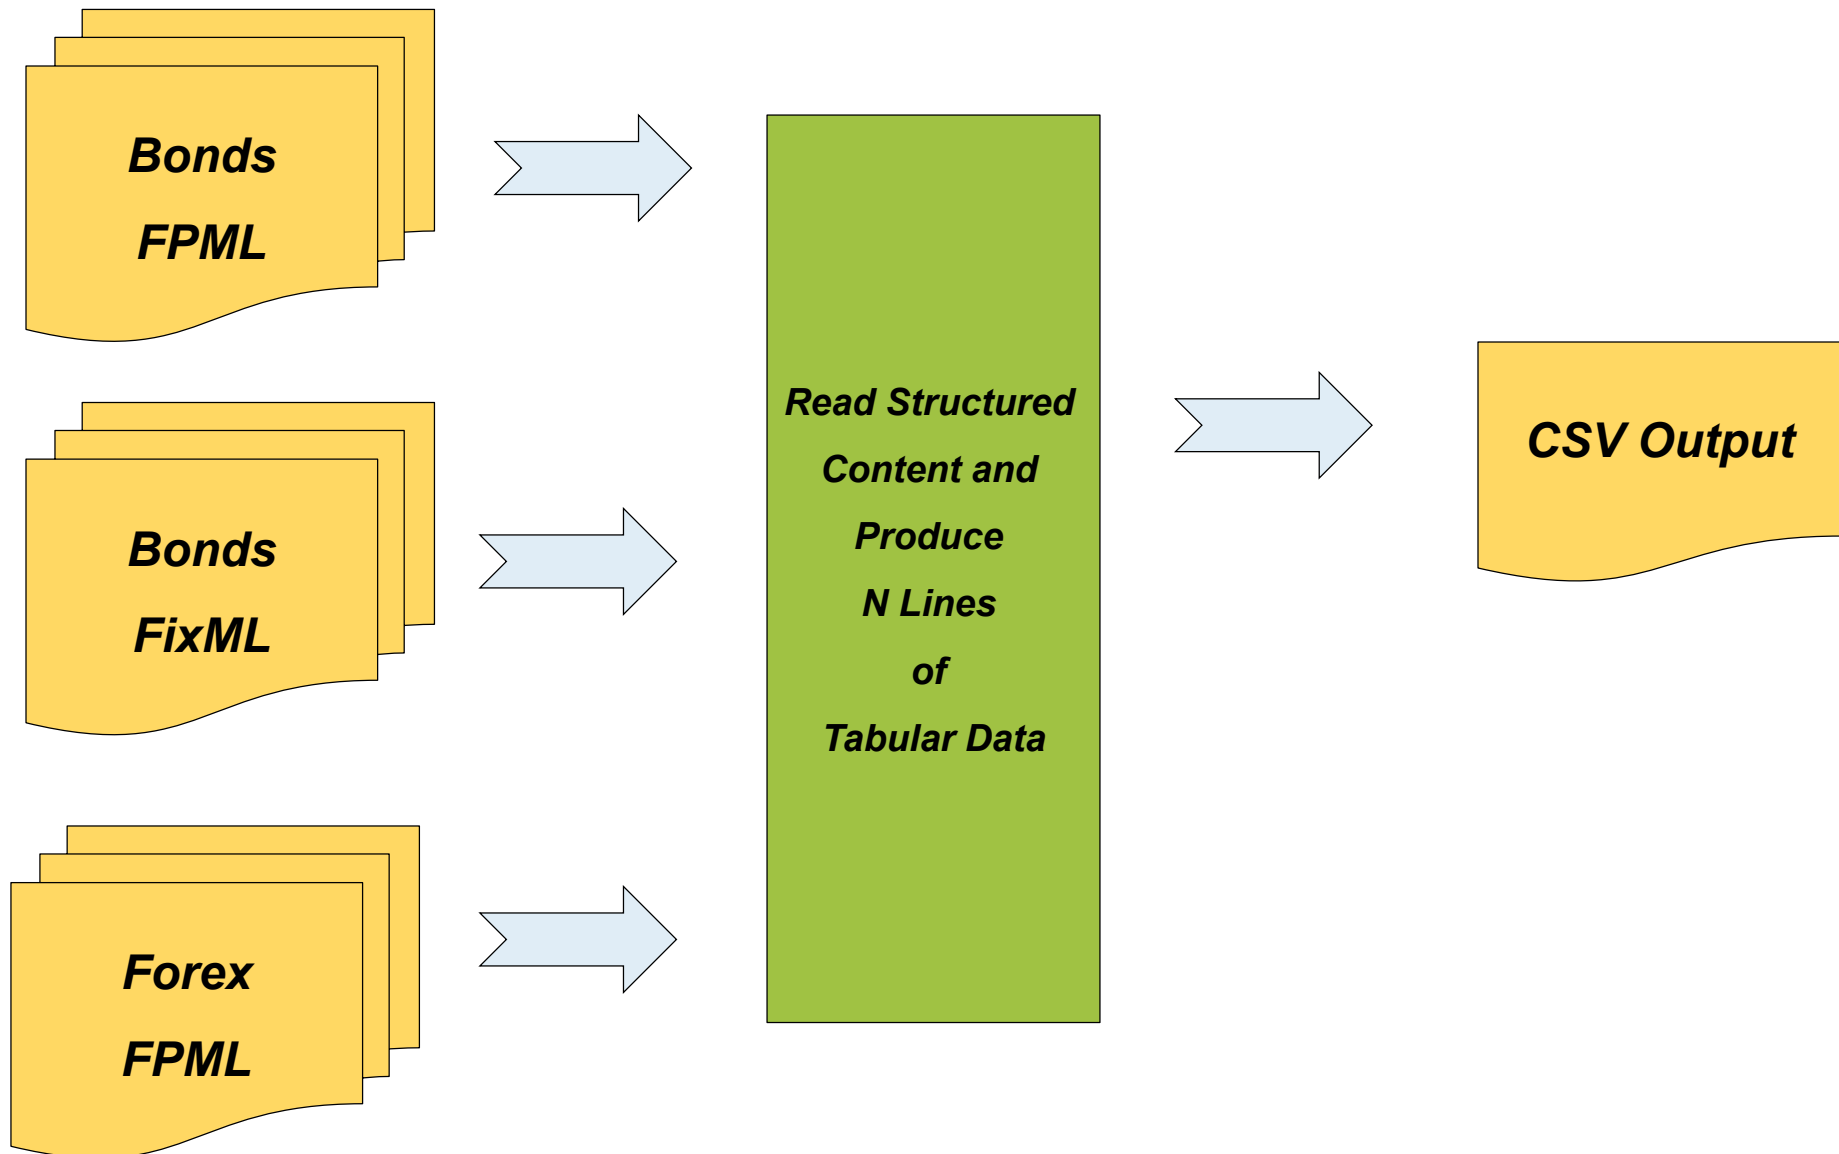 Bonds
FPML
Bonds
FixML
Forex
FPML
Read Structured
Content and
Produce
N Lines
of
Tabular Data
CSV Output